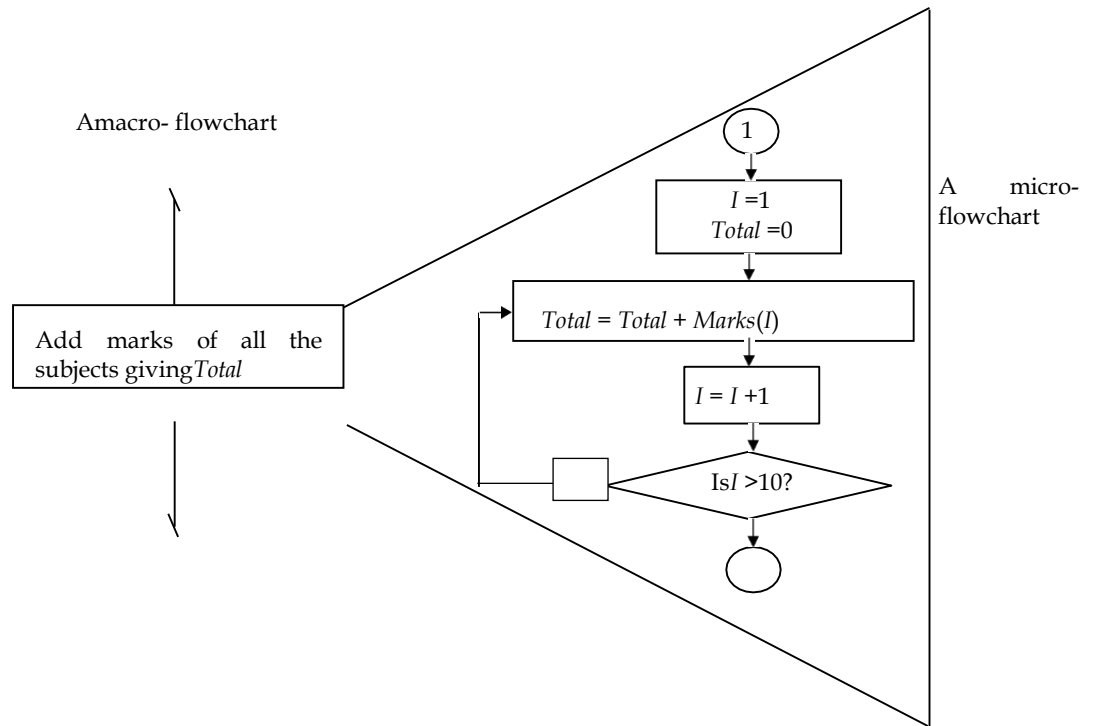 Amacro- flowchart
Add marks of all the
subjects givingTotal
1
I =1
Total =0
Total = Total + Marks(I)
I = I +1
IsI >10?
A micro-
flowchart